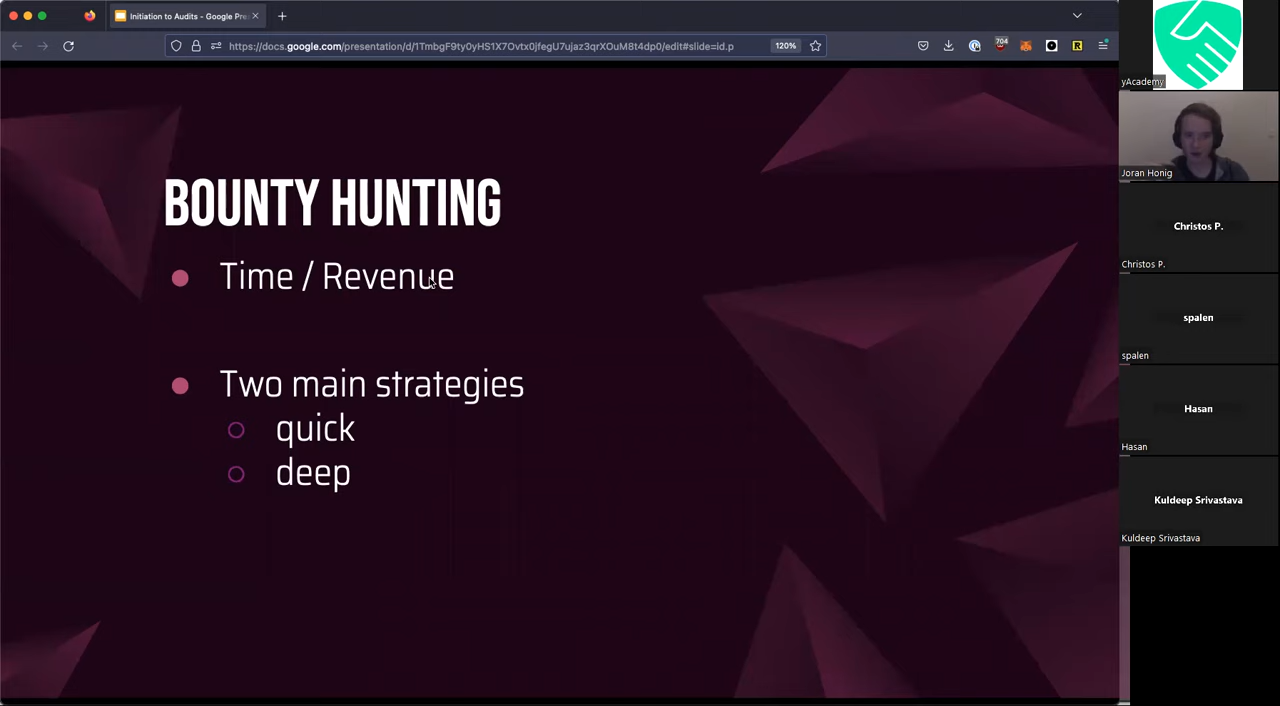 Initiation to Audits - Google Pre
https://docs.google.com/presentation/d/1TmbgF9ty0yHS1X7Ovtx0jfegU7ujaz3qrXOuM8t4dp0/edit#slide=id.p
120%
704
BOUNTY HUNTING
Time / Revenue
Two main strategies
quick
deep
yAcademy
Joran Honig
Christos P.
Christos P.
spalen
spalen
Hasan
Hasan
Kuldeep Srivastava
Kuldeep Srivastava